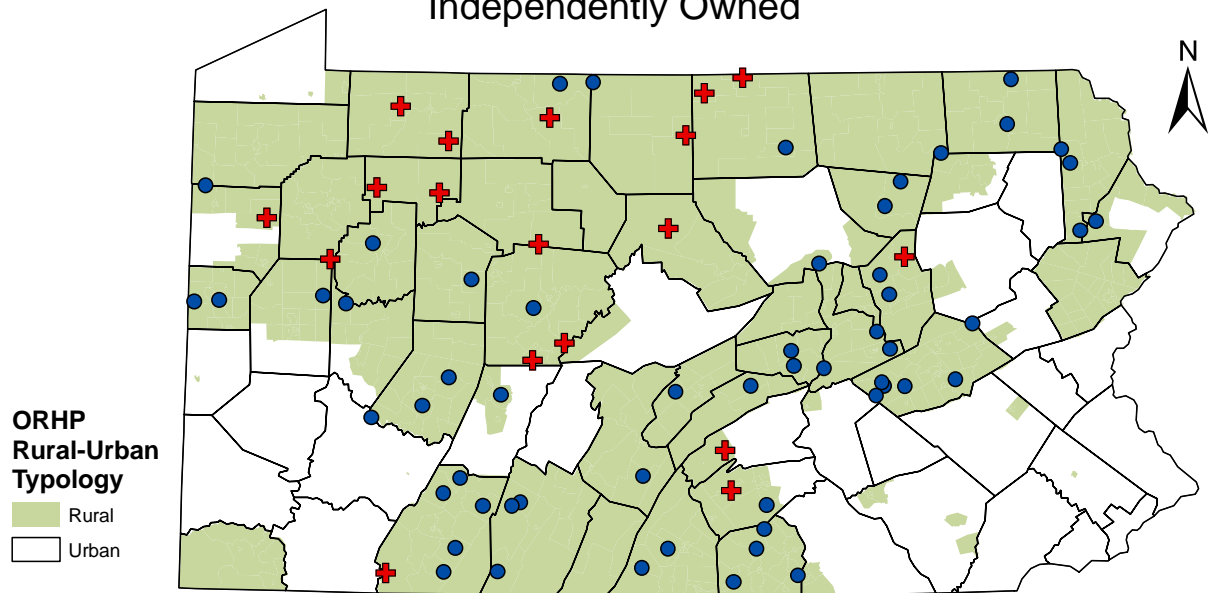 Independently Owned
N
ORHP
Rural-Urban
Typology
Rural
Urban